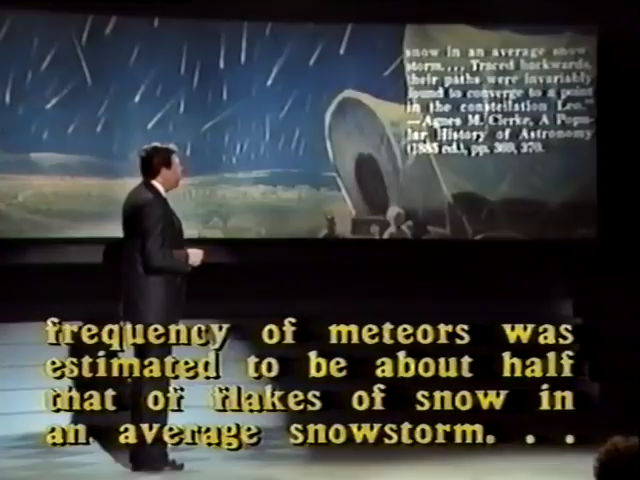 snow in an average snow-
storm.... Traced backwards,
their paths were invariably
found to converge to a point
in the constellation Leo."
—Agnes M. Clerke, A Popu-
lar History of Astronomy
(1885 ed.), pp. 369, 370.
frequency of meteors was
estimated to be about half
that of flakes of snow in
an average snowstorm. . .